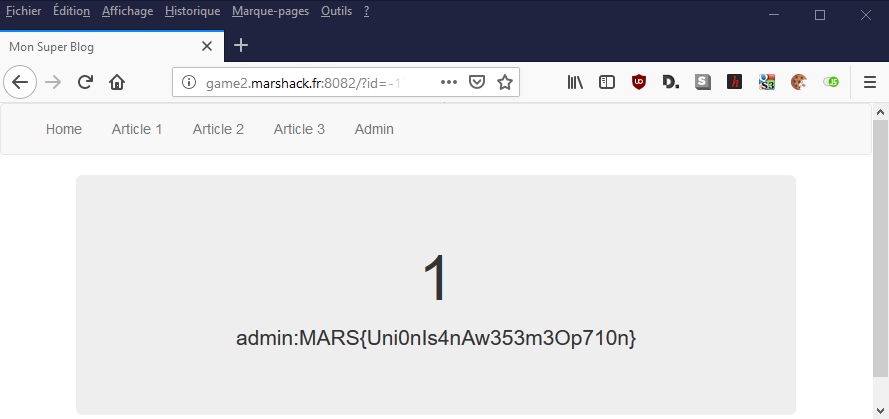 Fichier Édition Affichage Historique Marque-pages Outils ?
Mon Super Blog
game2.marshack.fr:8082/?id=-1
Home Article 1 Article 2 Article 3 Admin
1
admin:MARS{Uni0nIs4nAw353m3Op710n}